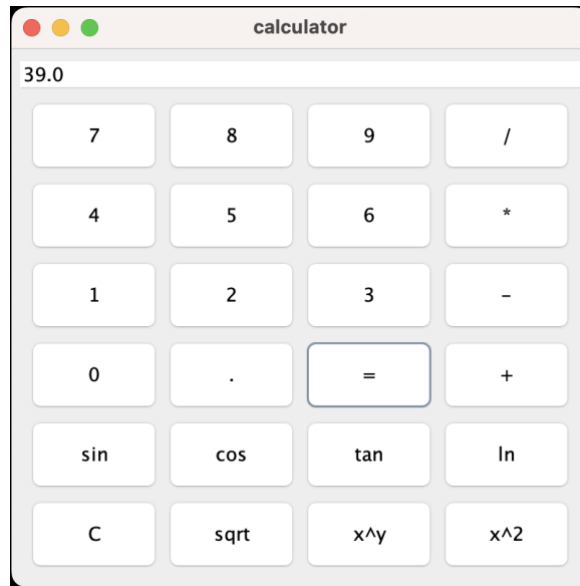 calculator
39.0
7 8 9 /
4 5 6 *
1 2 3 -
0 . = +
sin cos tan ln
C sqrt x^y x^2